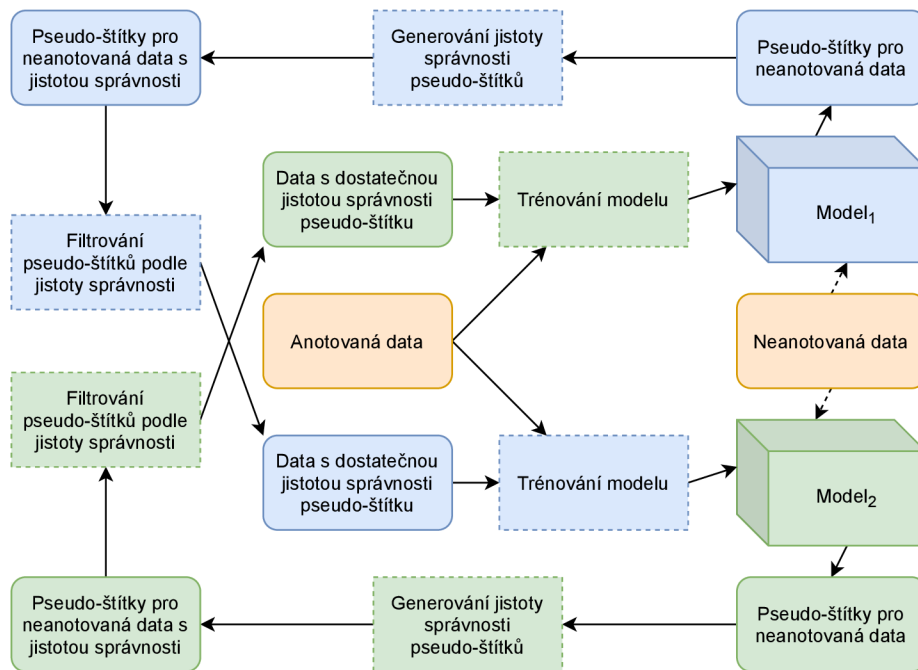 Pseudo-štítky pro
neanotovaná data s
jistotou správnosti
Generování jistoty
správnosti
pseudo-štítků
Pseudo-štítky pro
neanotovaná data
Data s dostatečnou
jistotou správnosti
pseudo-štítku
Trénování modelu
Model1
Filtrování
pseudo-štítků podle
jistoty správnosti
Anotovaná data
Neanotovaná data
Filtrování
pseudo-štítků podle
jistoty správnosti
Data s dostatečnou
jistotou správnosti
pseudo-štítku
Trénování modelu
Model2
Pseudo-štítky pro
neanotovaná data s
jistotou správnosti
Generování jistoty
správnosti
pseudo-štítků
Pseudo-štítky pro
neanotovaná data